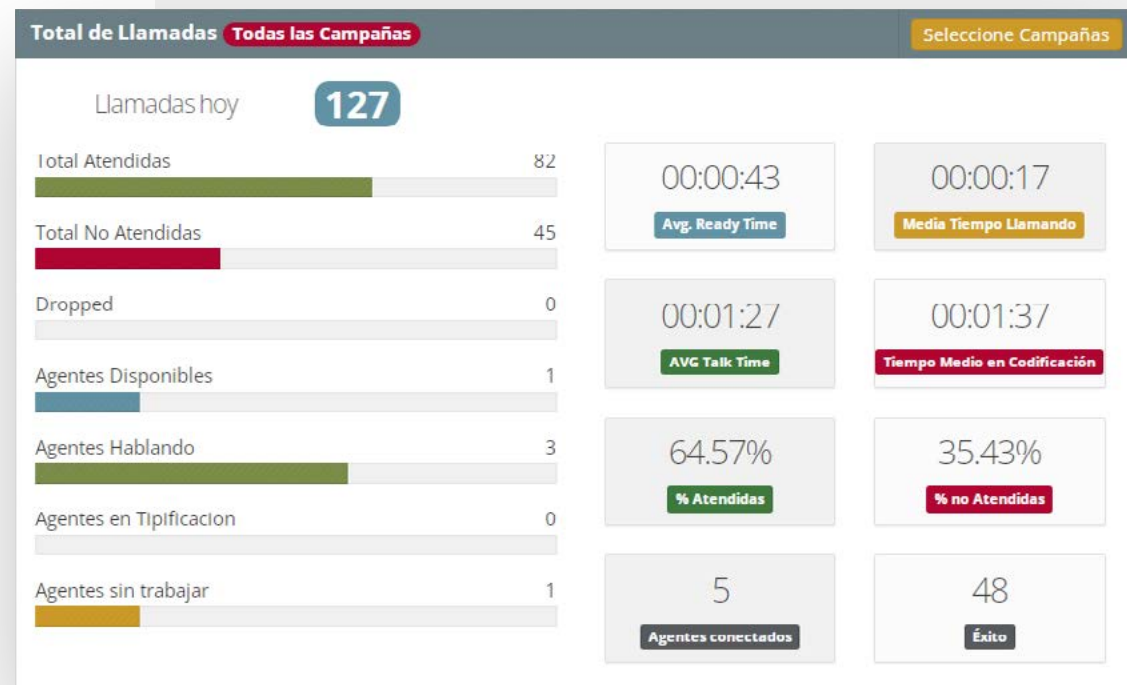 Total de Llamadas Todas las Campañas Seleccione Campañas
Llamadas hoy 127
Total Atendidas 82
Total No Atendidas 45
Dropped 0
Agentes Disponibles 1
Agentes Hablando 3
Agentes en Tipificacion 0
Agentes sin trabajar 1
00:00:43
Avg. Ready Time
00:00:17
Media Tiempo Llamando
00:01:27
AVG Talk Time
00:01:37
Tiempo Medio en Codificación
64.57%
% Atendidas
35.43%
% no Atendidas
5
Agentes conectados
48
Éxito